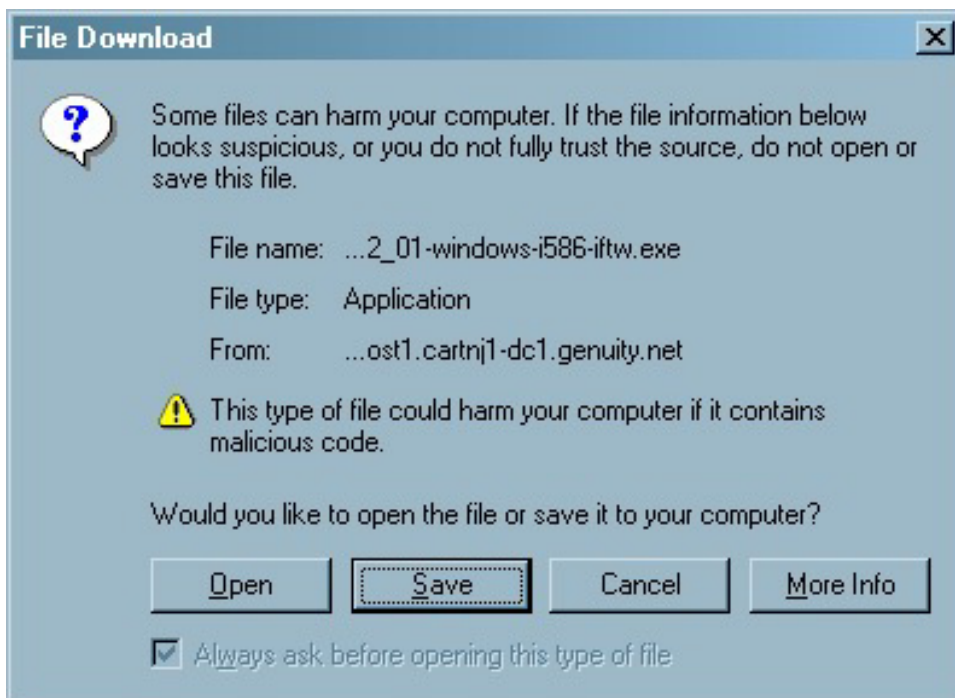 File Download
Some files can harm your computer. If the file information below
looks suspicious, or you do not fully trust the source, do not open or
save this file.
File name: ...2_01-windows-i586-iftw.exe
File type: Application
From: ...ost1.cartnj1-dc1.genuity.net
This type of file could harm your computer if it contains
malicious code.
Would you like to open the file or save it to your computer?
Open Save Cancel More Info
Always ask before opening this type of file